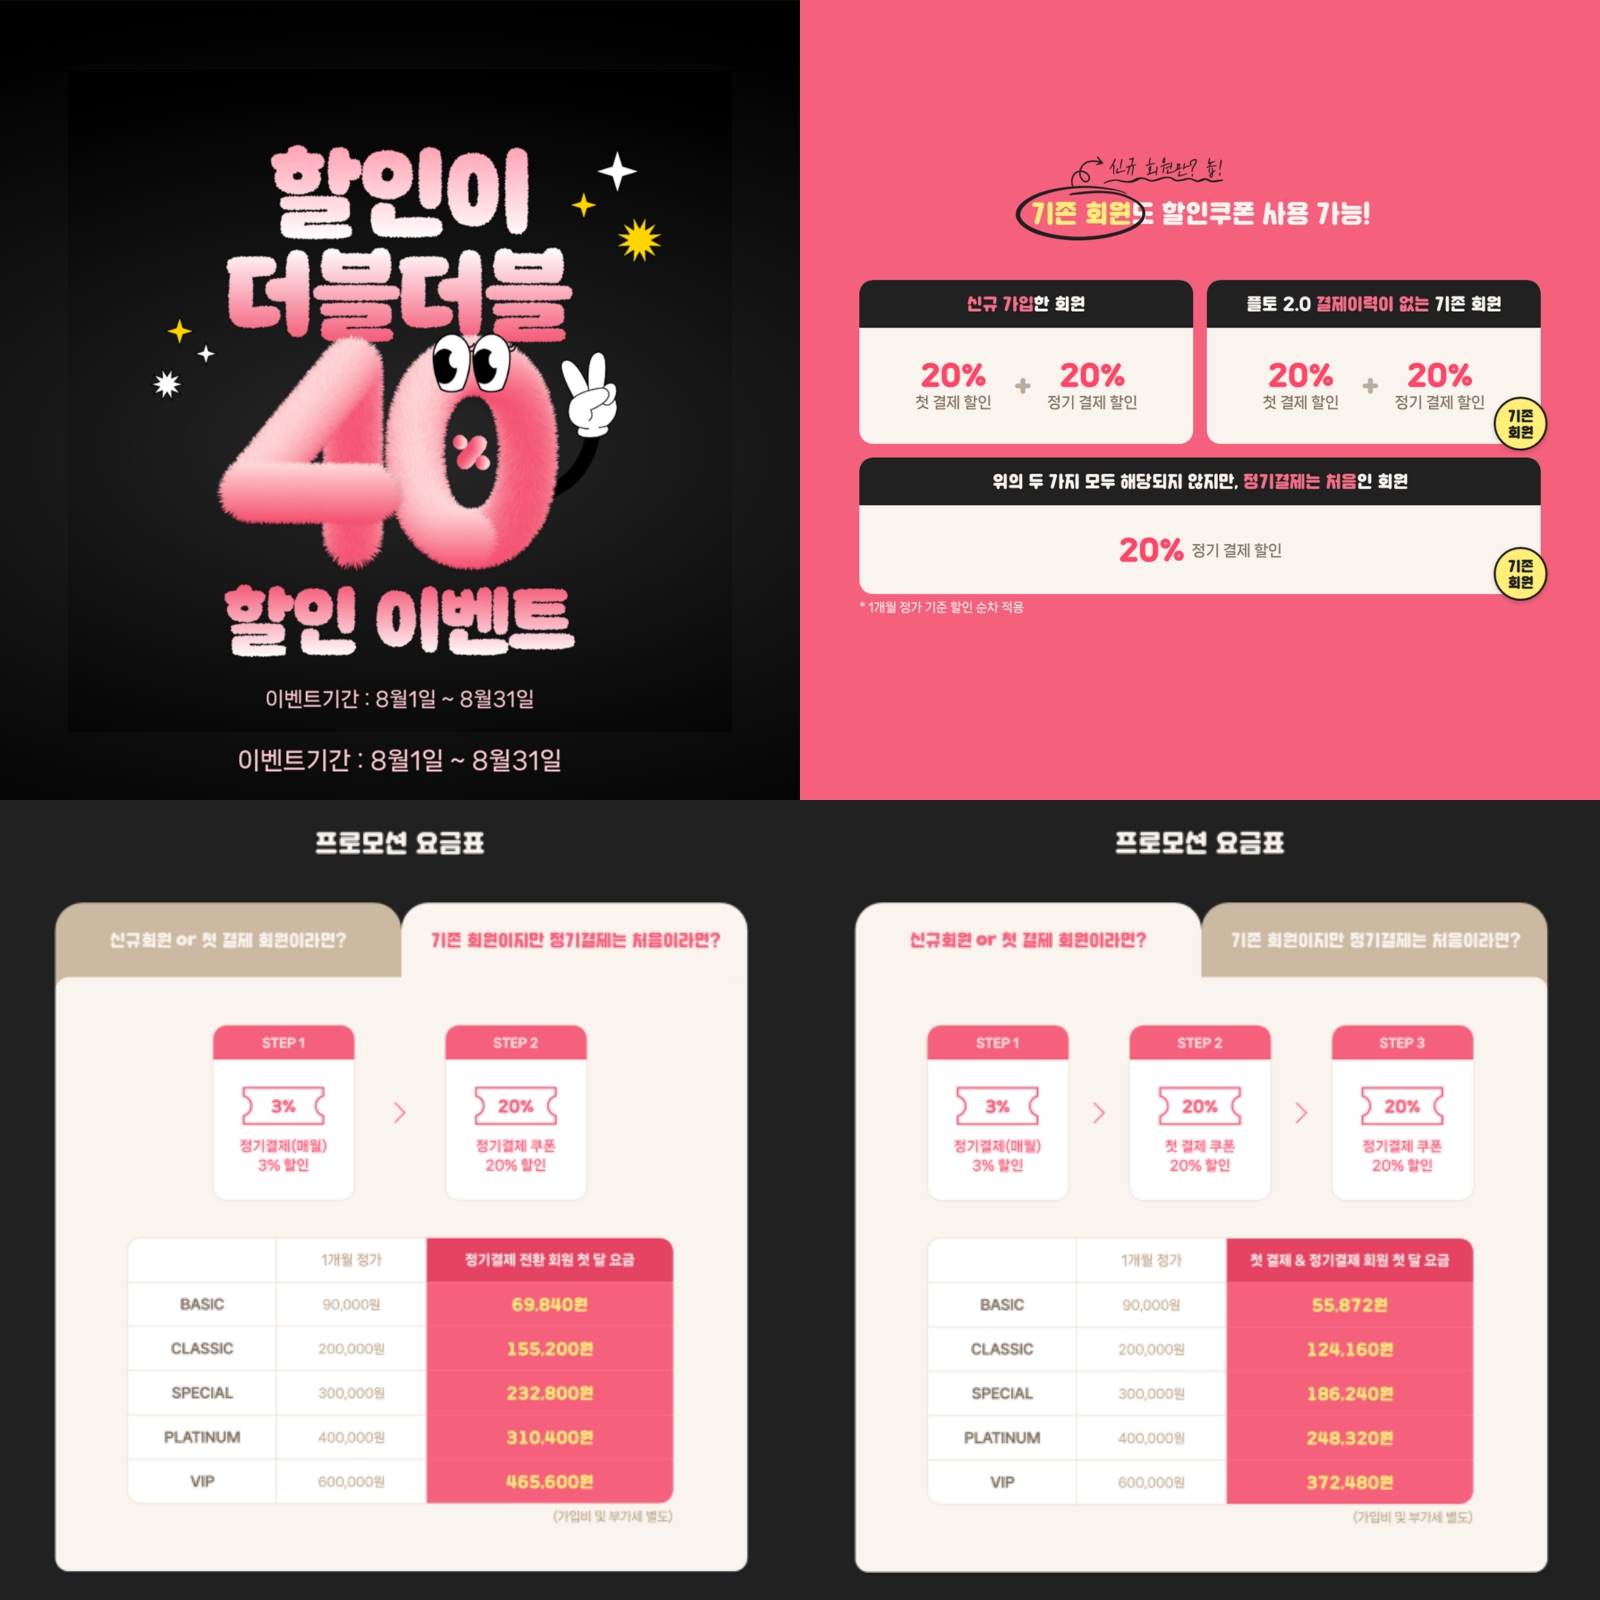 할인이
더블더블
40
%
할인 이벤트
이벤트기간 : 8월1일 ~ 8월31일
이벤트기간 : 8월1일 ~ 8월31일
신규 회원만? 놉!
기존 회원도 할인쿠폰 사용 가능!
신규 가입한 회원
20% + 20%
첫 결제 할인 정기 결제 할인
플토 2.0 결제이력이 없는 기존 회원
20% + 20%
첫 결제 할인 정기 결제 할인
기존
회원
위의 두 가지 모두 해당되지 않지만, 정기결제는 처음인 회원
20% 정기 결제 할인
기존
회원
* 1개월 정가 기준 할인 순차 적용
프로모션 요금표
신규회원 or 첫 결제 회원이라면? 기존 회원이지만 정기결제는 처음이라면?
STEP 1 STEP 2
3% > 20%
정기결제(매월) 정기결제 쿠폰
3% 할인 20% 할인
1개월 정가 정기결제 전환 회원 첫 달 요금
BASIC 90,000원 69,840원
CLASSIC 200,000원 155,200원
SPECIAL 300,000원 232,800원
PLATINUM 400,000원 310,400원
VIP 600,000원 465,600원
(가입비 및 부가세 별도)
프로모션 요금표
신규회원 or 첫 결제 회원이라면? 기존 회원이지만 정기결제는 처음이라면?
STEP 1 STEP 2 STEP 3
3% > 20% > 20%
정기결제(매월) 첫 결제 쿠폰 정기결제 쿠폰
3% 할인 20% 할인 20% 할인
1개월 정가 첫 결제 & 정기결제 회원 첫 달 요금
BASIC 90,000원 55,872원
CLASSIC 200,000원 124,160원
SPECIAL 300,000원 186,240원
PLATINUM 400,000원 248,320원
VIP 600,000원 372,480원
(가입비 및 부가세 별도)